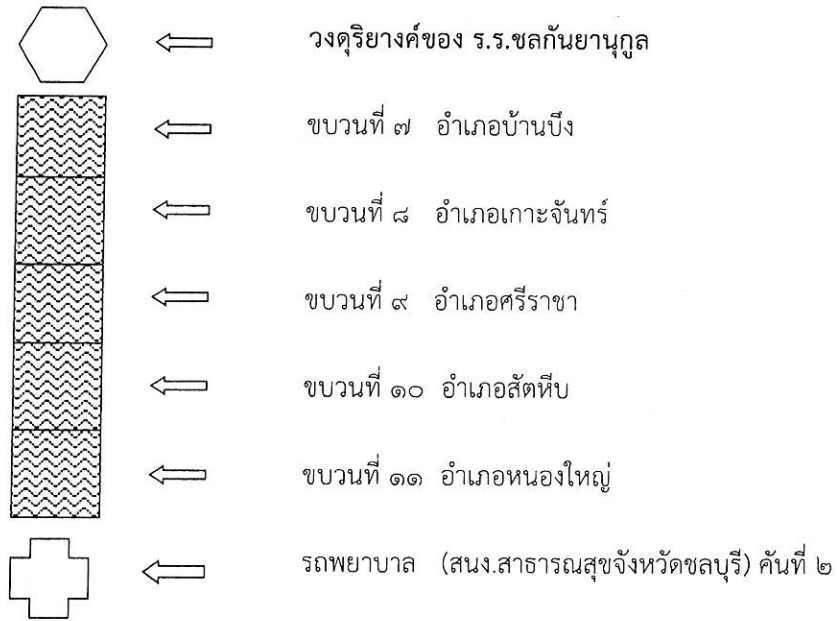 วงดุริยางค์ของ ร.ร.ชลกันยานุกูล
ขบวนที่ ๗ อำเภอบ้านบึง
ขบวนที่ ๘ อำเภอเกาะจันทร์
ขบวนที่ ๙ อำเภอศรีราชา
ขบวนที่ ๑๐ อำเภอสัตหีบ
ขบวนที่ ๑๑ อำเภอหนองใหญ่
รถพยาบาล (สนง.สาธารณสุขจังหวัดชลบุรี) คันที่ ๒